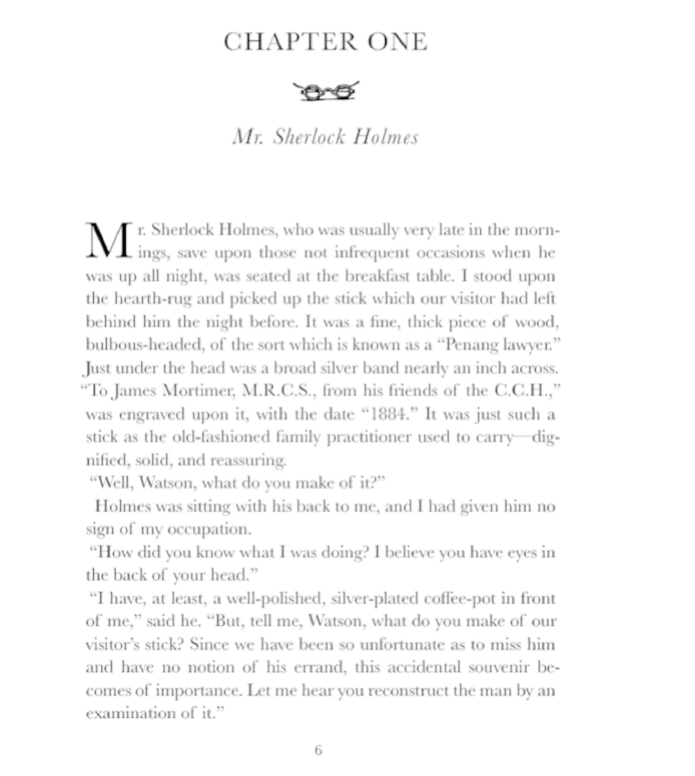 CHAPTER ONE
Mr. Sherlock Holmes
Mr. Sherlock Holmes, who was usually very late in the morn-
ings, save upon those not infrequent occasions when he
was up all night, was seated at the breakfast table. I stood upon
the hearth-rug and picked up the stick which our visitor had left
behind him the night before. It was a fine, thick piece of wood,
bulbous-headed, of the sort which is known as a “Penang lawyer.”
Just under the head was a broad silver band nearly an inch across.
“To James Mortimer, M.R.C.S., from his friends of the C.C.H.,”
was engraved upon it, with the date “1884.” It was just such a
stick as the old-fashioned family practitioner used to carry—dig-
nified, solid, and reassuring.
“Well, Watson, what do you make of it?”
Holmes was sitting with his back to me, and I had given him no
sign of my occupation.
“How did you know what I was doing? I believe you have eyes in
the back of your head.”
“I have, at least, a well-polished, silver-plated coffee-pot in front
of me,” said he. “But, tell me, Watson, what do you make of our
visitor’s stick? Since we have been so unfortunate as to miss him
and have no notion of his errand, this accidental souvenir be-
comes of importance. Let me hear you reconstruct the man by an
examination of it.”
6